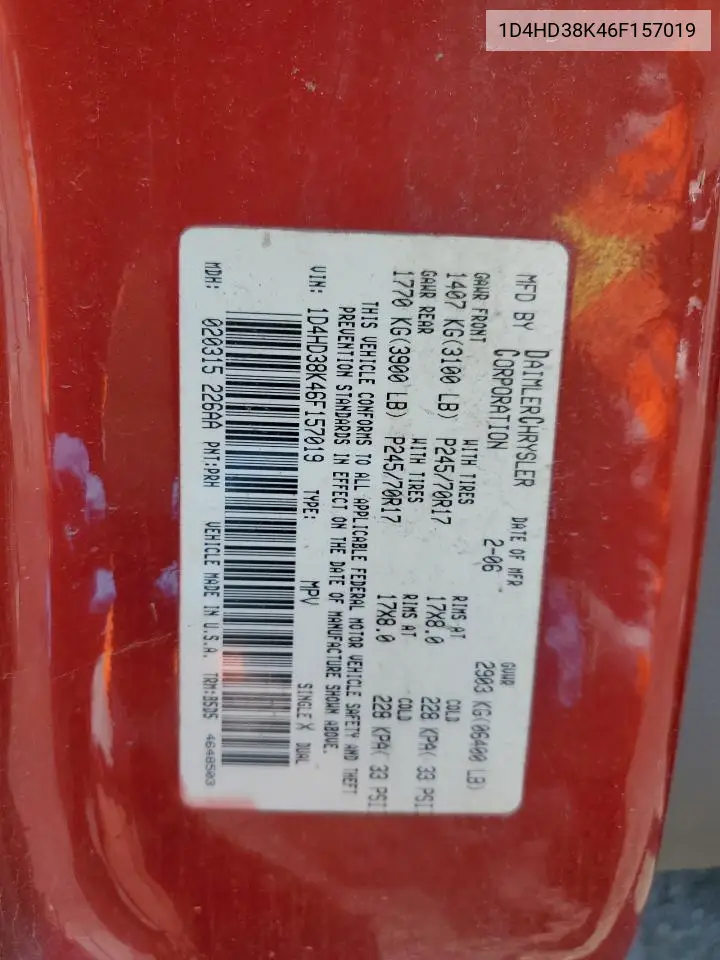 1D4HD38K46F157019
MFD BY DAIMLERCHRYSLER CORPORATION DATE OF MFR 2-06 GVWR 2903 KG(06400 LB)
GAWR FRONT WITH TIRES RIMS AT COLD
1407 KG(3100 LB) P245/70R17 17X8.0 228 KPA( 33 PSI
GAWR REAR WITH TIRES RIMS AT COLD
1770 KG(3900 LB) P245/70R17 17X8.0 228 KPA( 33 PSI
THIS VEHICLE CONFORMS TO ALL APPLICABLE FEDERAL MOTOR VEHICLE SAFETY AND THEFT
PREVENTION STANDARDS IN EFFECT ON THE DATE OF MANUFACTURE SHOWN ABOVE.
VIN: 1D4HD38K46F157019 TYPE: MPV SINGLE X DUAL
MDH: 020315 226AA PNT:PRH VEHICLE MADE IN U.S.A. TRM:B5D5 4648503